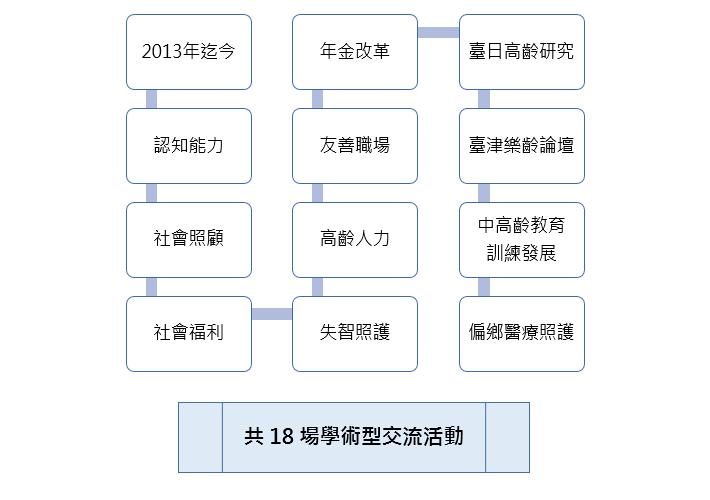 2013年迄今
認知能力
社會照顧
社會福利
失智照護
高齡人力
友善職場
年金改革
臺日高齡研究
臺津樂齡論壇
中高齡教育
訓練發展
偏鄉醫療照護
共 18 場學術型交流活動